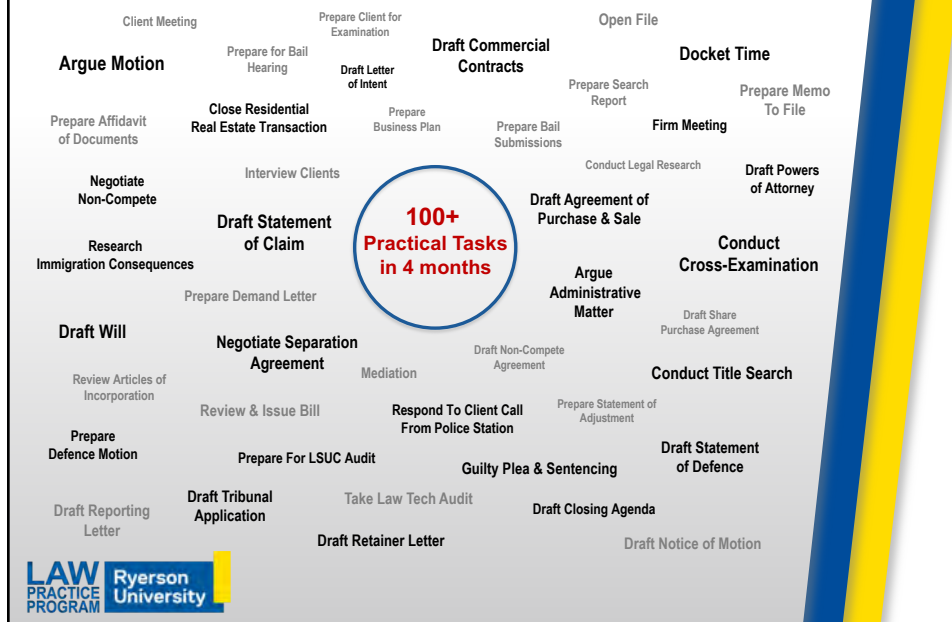 Client Meeting
Prepare Client for
Examination
Open File
Argue Motion
Prepare for Bail
Hearing
Draft Letter
of Intent
Draft Commercial
Contracts
Docket Time
Prepare Search
Report
Prepare Memo
To File
Prepare Affidavit
of Documents
Close Residential
Real Estate Transaction
Prepare
Business Plan
Prepare Bail
Submissions
Firm Meeting
Negotiate
Non-Compete
Interview Clients
Conduct Legal Research
Draft Powers
of Attorney
Draft Statement
of Claim
100+
Practical Tasks
in 4 months
Draft Agreement of
Purchase & Sale
Research
Immigration Consequences
Conduct
Cross-Examination
Argue
Administrative
Matter
Prepare Demand Letter
Draft Share
Purchase Agreement
Draft Will
Negotiate Separation
Agreement
Mediation
Draft Non-Compete
Agreement
Conduct Title Search
Review Articles of
Incorporation
Review & Issue Bill
Respond To Client Call
From Police Station
Prepare Statement of
Adjustment
Prepare
Defence Motion
Prepare For LSUC Audit
Guilty Plea & Sentencing
Draft Statement
of Defence
Draft Reporting
Letter
Draft Tribunal
Application
Take Law Tech Audit
Draft Closing Agenda
Draft Retainer Letter
Draft Notice of Motion
LAW
PRACTICE
PROGRAM
Ryerson
University